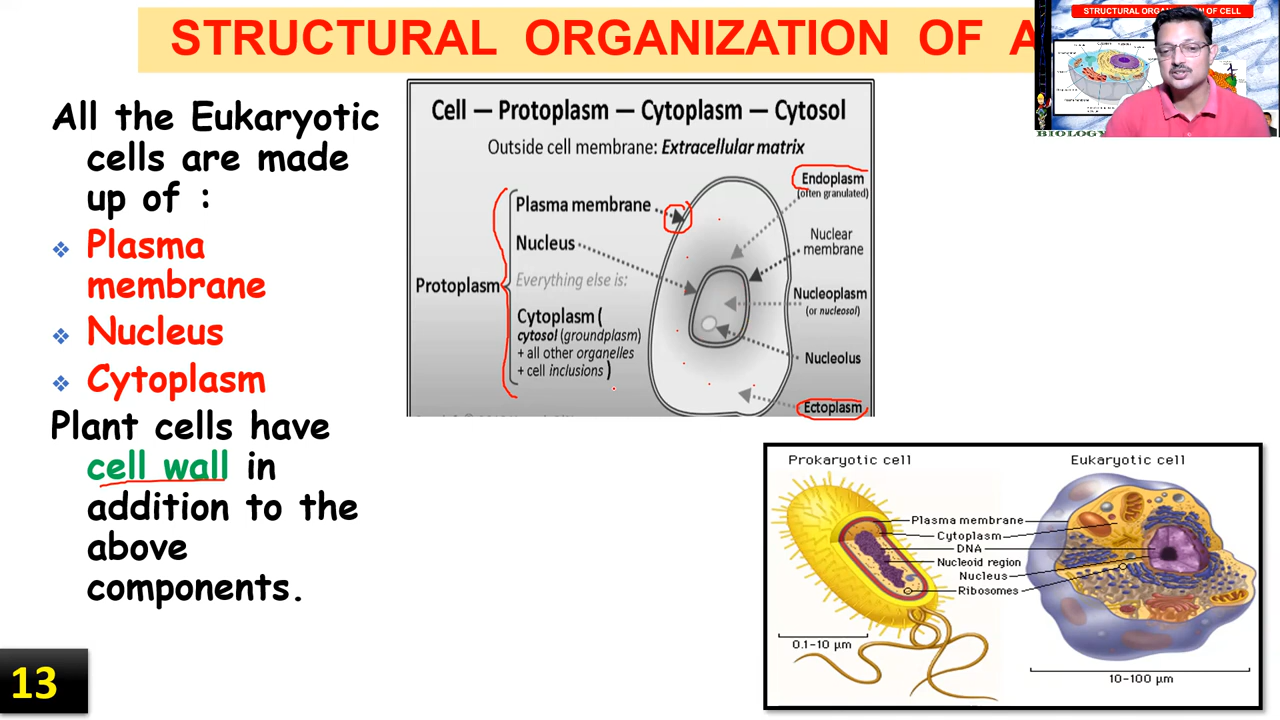 STRUCTURAL ORGANIZATION OF A
STRUCTURAL ORGANIZATION OF CELL
BIOLOGY
All the Eukaryotic
cells are made
up of :
❖ Plasma
membrane
❖ Nucleus
❖ Cytoplasm
Plant cells have
cell wall in
addition to the
above
components.
13
Cell — Protoplasm — Cytoplasm — Cytosol
Outside cell membrane: Extracellular matrix
Protoplasm
Plasma membrane
Nucleus
Everything else is:
Cytoplasm (
cytosol (groundplasm)
+ all other organelles
+ cell inclusions )
Endoplasm
(often granulated)
Nuclear
membrane
Nucleoplasm
(or nucleosol)
Nucleolus
Ectoplasm
Prokaryotic cell
Eukaryotic cell
Plasma membrane
Cytoplasm
DNA
Nucleoid region
Nucleus
Ribosomes
0.1–10 µm
10–100 µm